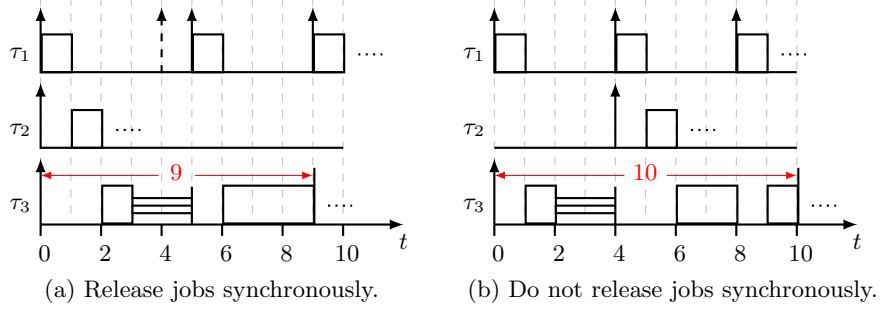 τ1
....
τ2
....
9
τ3
....
0 2 4 6 8 10
t
(a) Release jobs synchronously.
τ1
....
τ2
....
10
τ3
....
0 2 4 6 8 10
t
(b) Do not release jobs synchronously.